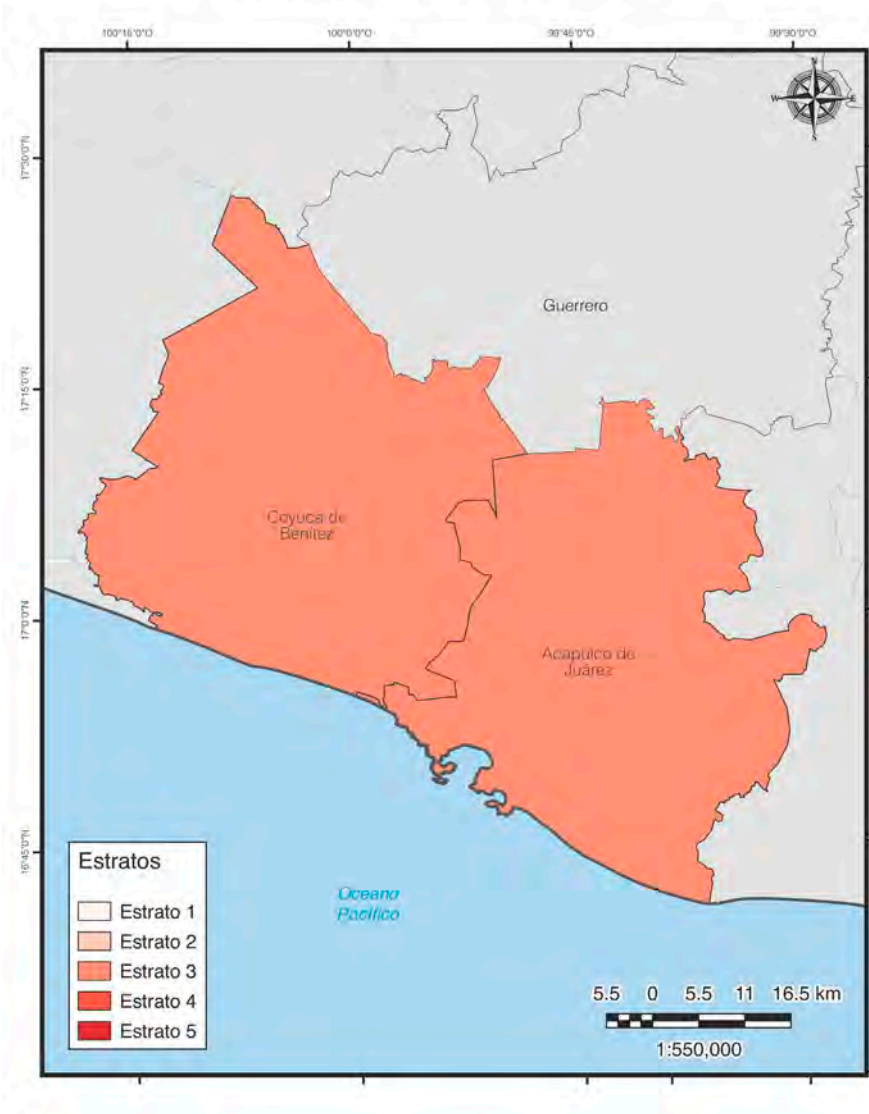 100°15'0"O 100°0'0"O 99°45'0"O 99°30'0"O
N
W E
S
17°30'0"N
Guerrero
17°15'0"N
Coyuca de
Benítez
17°0'0"N
Acapulco de
Juárez
16°45'0"N
Estratos
Estrato 1
Estrato 2
Estrato 3
Estrato 4
Estrato 5
Oceano
Pacífico
5.5 0 5.5 11 16.5 km
1:550,000